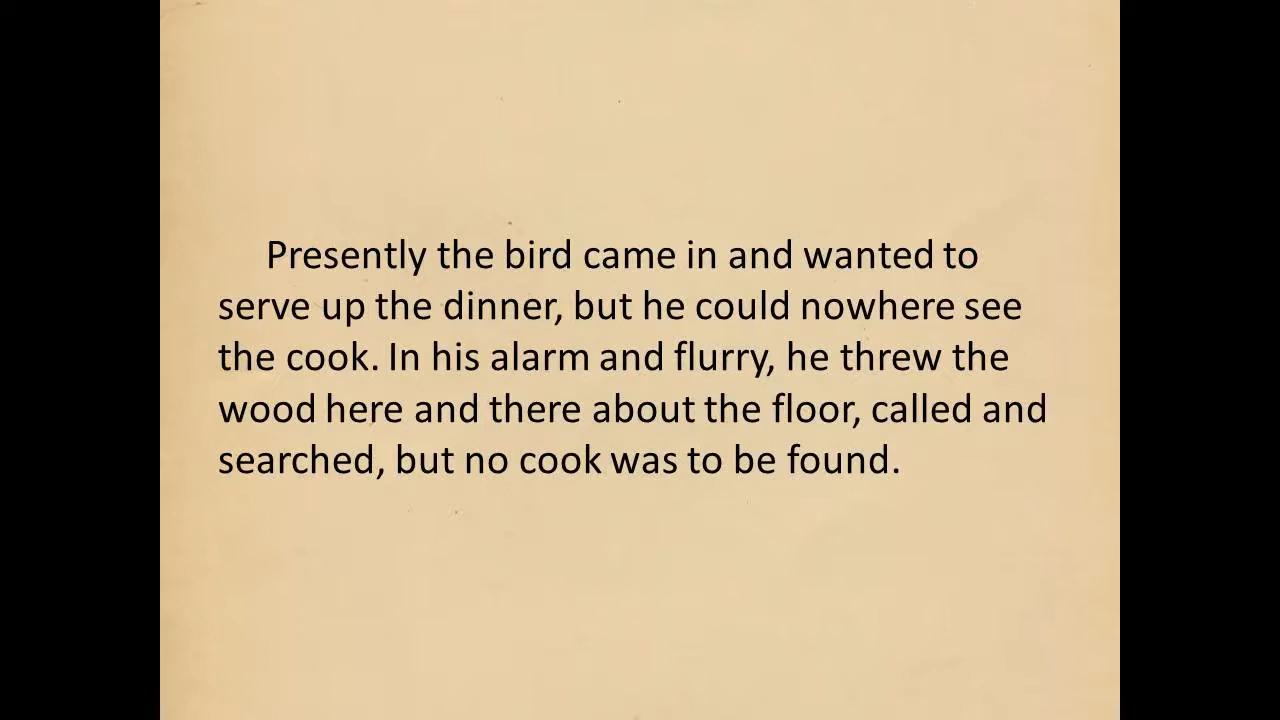 Presently the bird came in and wanted to
serve up the dinner, but he could nowhere see
the cook. In his alarm and flurry, he threw the
wood here and there about the floor, called and
searched, but no cook was to be found.